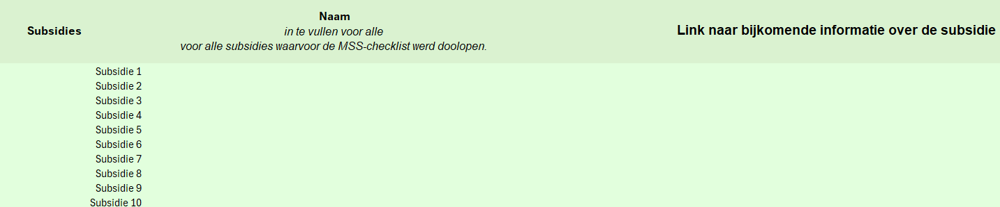 Subsidies
Naam
in te vullen voor alle
voor alle subsidies waarvoor de MSS-checklist werd doolopen.
Link naar bijkomende informatie over de subsidie
Subsidie 1
Subsidie 2
Subsidie 3
Subsidie 4
Subsidie 5
Subsidie 6
Subsidie 7
Subsidie 8
Subsidie 9
Subsidie 10